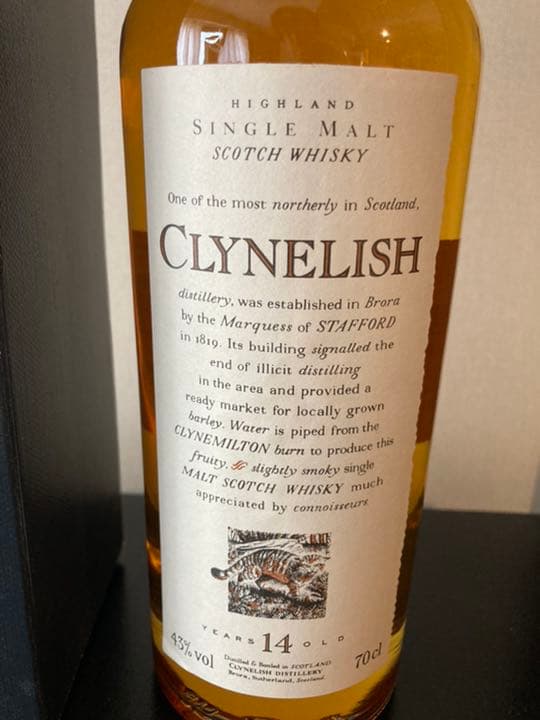 HIGHLAND
SINGLE MALT
SCOTCH WHISKY
One of the most northerly in Scotland,
CLYNELISH
distillery, was established in Brora
by the Marquess of STAFFORD
in 1819. Its building signalled the
end of illicit distilling
in the area and provided a
ready market for locally grown
barley. Water is piped from the
CLYNEMILTON burn to produce this
fruity, & slightly smoky single
MALT SCOTCH WHISKY much
appreciated by connoisseurs
YEARS 14 OLD
43% vol
Distilled & Bottled in SCOTLAND
CLYNELISH DISTILLERY
Brora, Sutherland, Scotland
70cl